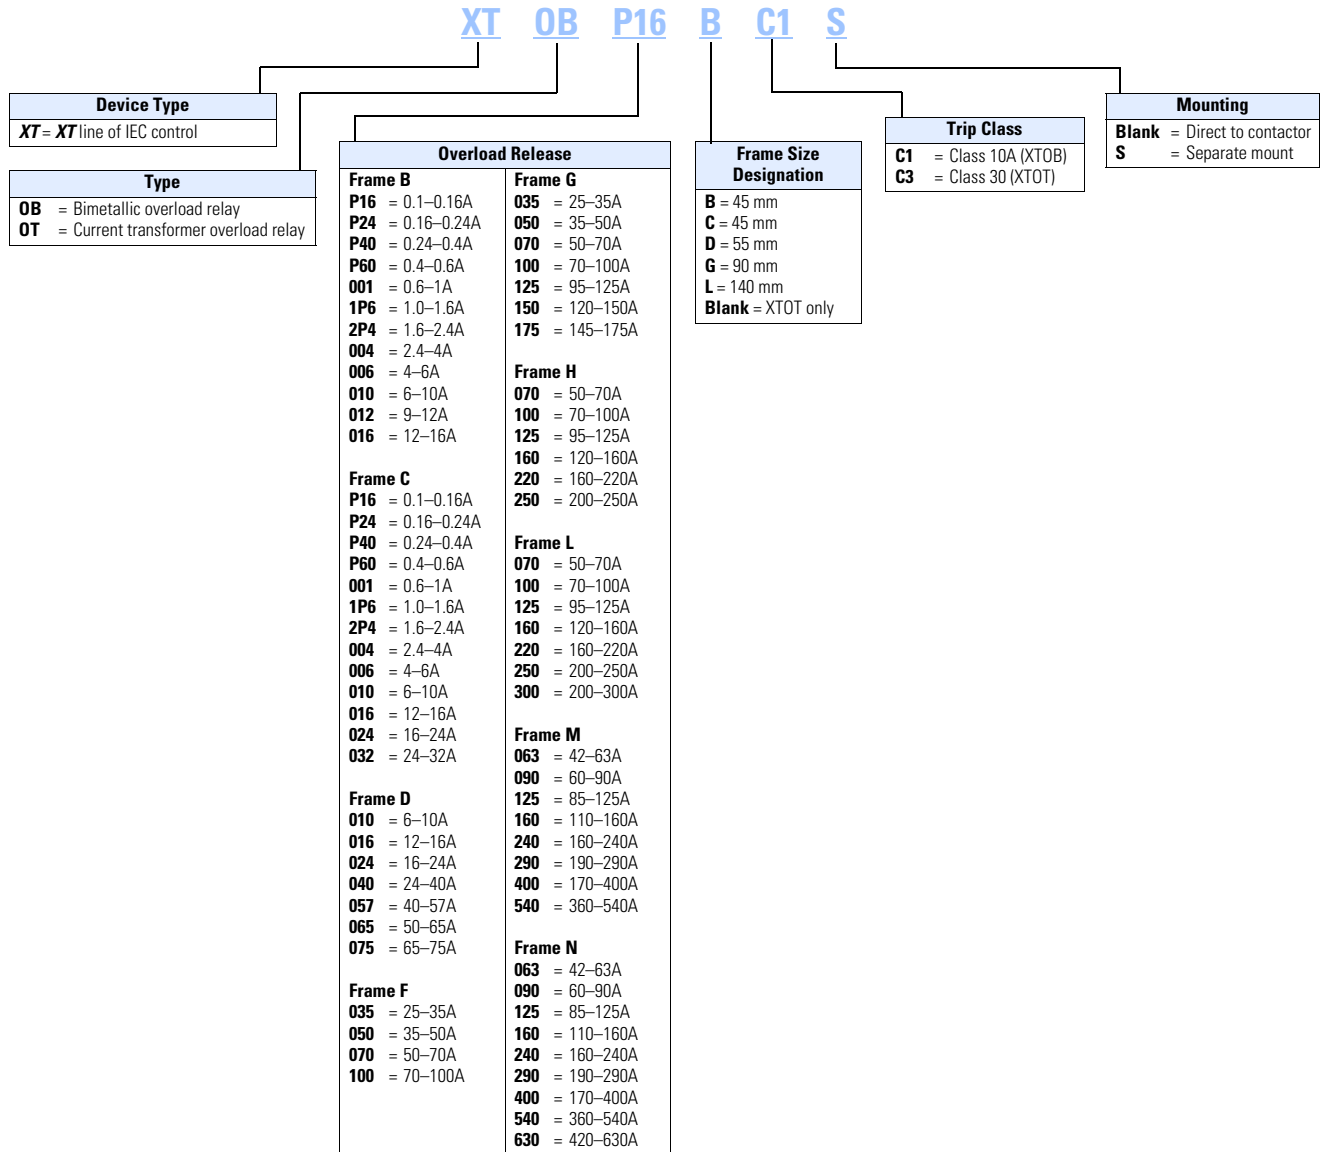 XT OB P16 B C1 S
Device Type
XT = XT line of IEC control
Type
OB = Bimetallic overload relay
OT = Current transformer overload relay
Overload Release
Frame B
P16 = 0.1–0.16A
P24 = 0.16–0.24A
P40 = 0.24–0.4A
P60 = 0.4–0.6A
001 = 0.6–1A
1P6 = 1.0–1.6A
2P4 = 1.6–2.4A
004 = 2.4–4A
006 = 4–6A
010 = 6–10A
012 = 9–12A
016 = 12–16A
Frame C
P16 = 0.1–0.16A
P24 = 0.16–0.24A
P40 = 0.24–0.4A
P60 = 0.4–0.6A
001 = 0.6–1A
1P6 = 1.0–1.6A
2P4 = 1.6–2.4A
004 = 2.4–4A
006 = 4–6A
010 = 6–10A
016 = 12–16A
024 = 16–24A
032 = 24–32A
Frame D
010 = 6–10A
016 = 12–16A
024 = 16–24A
040 = 24–40A
057 = 40–57A
065 = 50–65A
075 = 65–75A
Frame F
035 = 25–35A
050 = 35–50A
070 = 50–70A
100 = 70–100A
Frame G
035 = 25–35A
050 = 35–50A
070 = 50–70A
100 = 70–100A
125 = 95–125A
150 = 120–150A
175 = 145–175A
Frame H
070 = 50–70A
100 = 70–100A
125 = 95–125A
160 = 120–160A
220 = 160–220A
250 = 200–250A
Frame L
070 = 50–70A
100 = 70–100A
125 = 95–125A
160 = 120–160A
220 = 160–220A
250 = 200–250A
300 = 200–300A
Frame M
063 = 42–63A
090 = 60–90A
125 = 85–125A
160 = 110–160A
240 = 160–240A
290 = 190–290A
400 = 170–400A
540 = 360–540A
Frame N
063 = 42–63A
090 = 60–90A
125 = 85–125A
160 = 110–160A
240 = 160–240A
290 = 190–290A
400 = 170–400A
540 = 360–540A
630 = 420–630A
Frame Size
Designation
B = 45 mm
C = 45 mm
D = 55 mm
G = 90 mm
L = 140 mm
Blank = XTOT only
Trip Class
C1 = Class 10A (XTOB)
C3 = Class 30 (XTOT)
Mounting
Blank = Direct to contactor
S = Separate mount